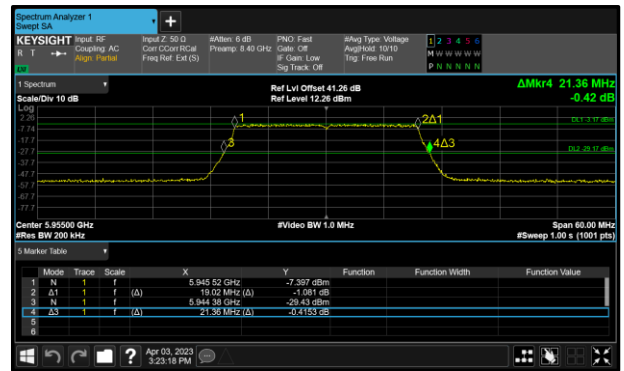 Spectrum Analyzer 1
Swept SA
+
KEYSIGHT
R T
Input: RF
Coupling: AC
Align: Partial
Input Z: 50 Ω
Corr CCorr RCal
Freq Ref: Ext (S)
#Atten: 6 dB
Preamp: 8.40 GHz
PNO: Fast
Gate: Off
IF Gain: Low
Sig Track: Off
#Avg Type: Voltage
Avg|Hold: 10/10
Trig: Free Run
1 2 3 4 5 6
M W W W W W
P N N N N N
1 Spectrum
Scale/Div 10 dB
Ref Lvl Offset 41.26 dB
Ref Level 12.26 dBm
ΔMkr4 21.36 MHz
-0.42 dB
Log
2.26
-7.74
-17.7
-27.7
-37.7
-47.7
-57.7
-67.7
-77.7
1
2Δ1
3
4Δ3
DL1 -3.17 dBm
DL2 -29.17 dBm
Center 5.95500 GHz
#Res BW 200 kHz
#Video BW 1.0 MHz
Span 60.00 MHz
#Sweep 1.00 s (1001 pts)
5 Marker Table
Mode Trace Scale X Y Function Function Width Function Value
1 N 1 f 5.945 52 GHz -7.397 dBm
2 Δ1 1 f (Δ) 19.02 MHz (Δ) -1.081 dB
3 N 1 f 5.944 38 GHz -29.43 dBm
4 Δ3 1 f (Δ) 21.36 MHz (Δ) -0.4153 dB
5
6
?
Apr 03, 2023
3:23:18 PM